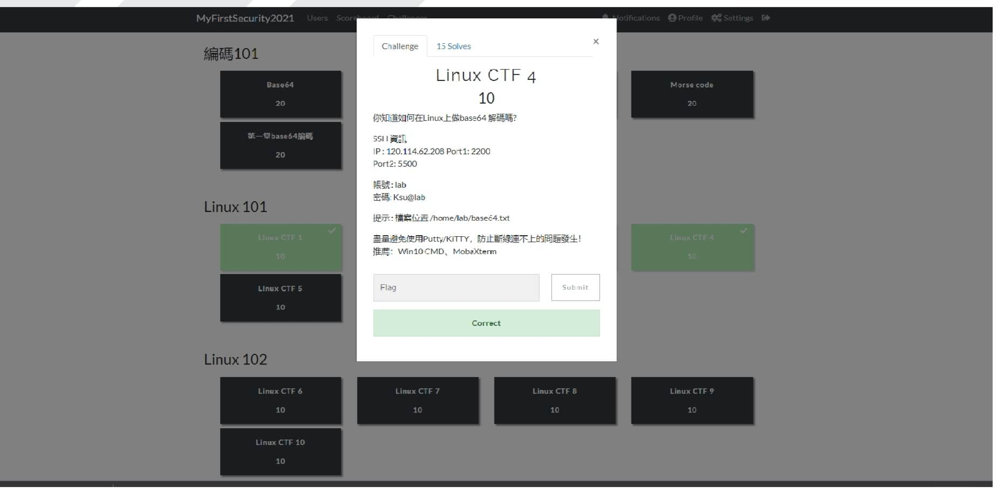 MyFirstSecurity2021 Users Scoreboard Challenges Notifications Profile Settings
編碼101
Base64
20
Morse code
20
第一堂base64編碼
20
Linux 101
Linux CTF 1
10
Linux CTF 4
10
Linux CTF 5
10
Linux 102
Linux CTF 6
10
Linux CTF 7
10
Linux CTF 8
10
Linux CTF 9
10
Linux CTF 10
10
Challenge 15 Solves ×
Linux CTF 4
10
你知道如何在Linux上做base64 解碼嗎?
SSH 資訊
IP : 120.114.62.208 Port1: 2200
Port2: 5500
帳號: lab
密碼: Ksu@lab
提示: 檔案位置 /home/lab/base64.txt
盡量避免使用Putty/KiTTY，防止斷線連不上的問題發生!
推薦：Win10 CMD、MobaXterm
Flag
Submit
Correct